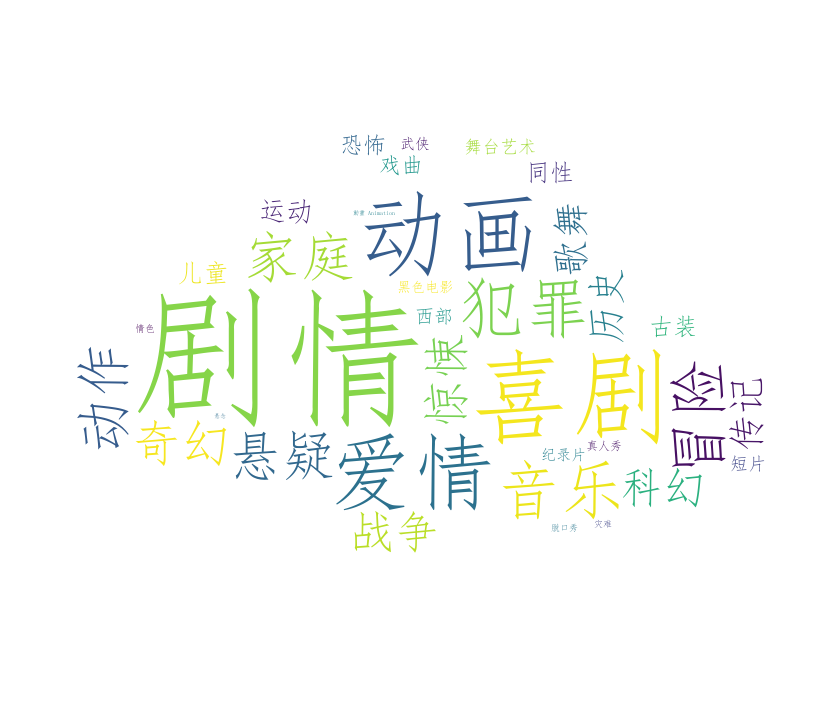 恐怖
武侠
舞台艺术
戏曲
同性
运动
动画
歌舞
家庭
儿童
黑色电影
犯罪
历史
西部
古装
情色
剧情
惊悚
喜剧
动作
冒险
传记
奇幻
悬疑
爱情
音乐
纪录片
真人秀
短片
科幻
战争
脱口秀
灾难